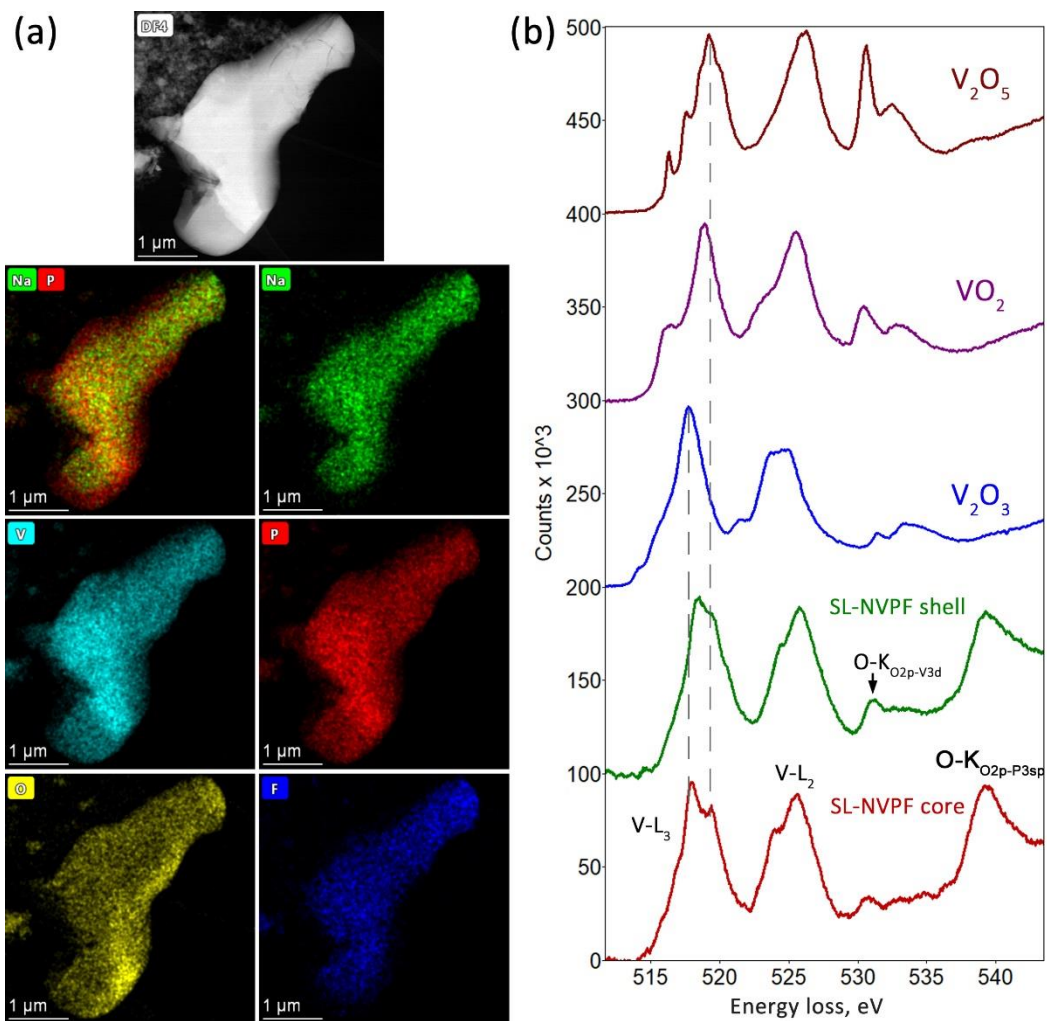 (a)
DF4
1 μm
Na P
1 μm
Na
1 μm
V
1 μm
P
1 μm
O
1 μm
F
1 μm
(b)
500
450
400
350
300
250
200
150
100
50
0
Counts x 10^3
V2O5
VO2
V2O3
SL-NVPF shell
O-K O2p-V3d
V-L2
O-K O2p-P3sp
V-L3
SL-NVPF core
515 520 525 530 535 540
Energy loss, eV